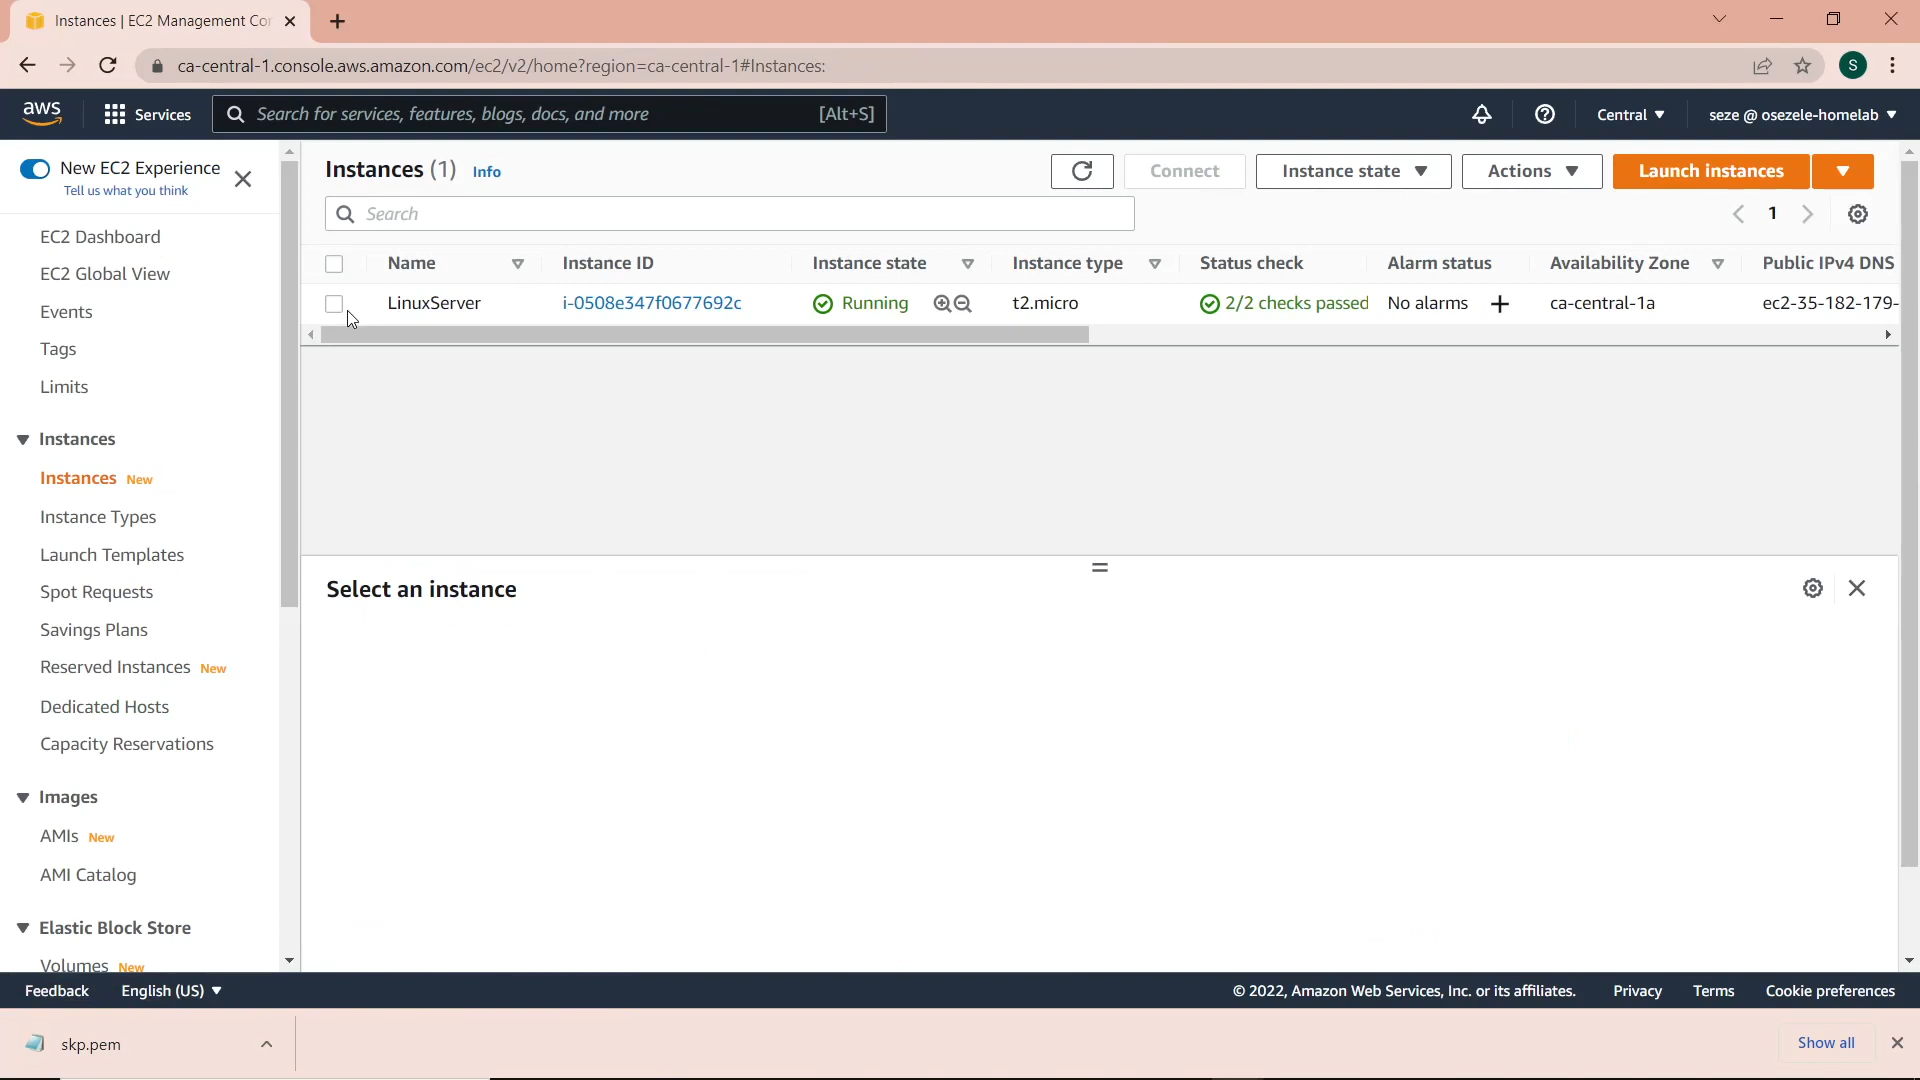 Instances | EC2 Management Co
ca-central-1.console.aws.amazon.com/ec2/v2/home?region=ca-central-1#Instances:
S
aws
Services
Search for services, features, blogs, docs, and more
[Alt+S]
Central
seze @ osezele-homelab
New EC2 Experience
Tell us what you think
EC2 Dashboard
EC2 Global View
Events
Tags
Limits
Instances
Instances New
Instance Types
Launch Templates
Spot Requests
Savings Plans
Reserved Instances New
Dedicated Hosts
Capacity Reservations
Images
AMIs New
AMI Catalog
Elastic Block Store
Volumes New
Instances (1) Info
Connect
Instance state
Actions
Launch instances
Search
1
Name Instance ID Instance state Instance type Status check Alarm status Availability Zone Public IPv4 DNS
LinuxServer i-0508e347f0677692c Running t2.micro 2/2 checks passed No alarms ca-central-1a ec2-35-182-179-
Select an instance
Feedback English (US) © 2022, Amazon Web Services, Inc. or its affiliates. Privacy Terms Cookie preferences
skp.pem
Show all